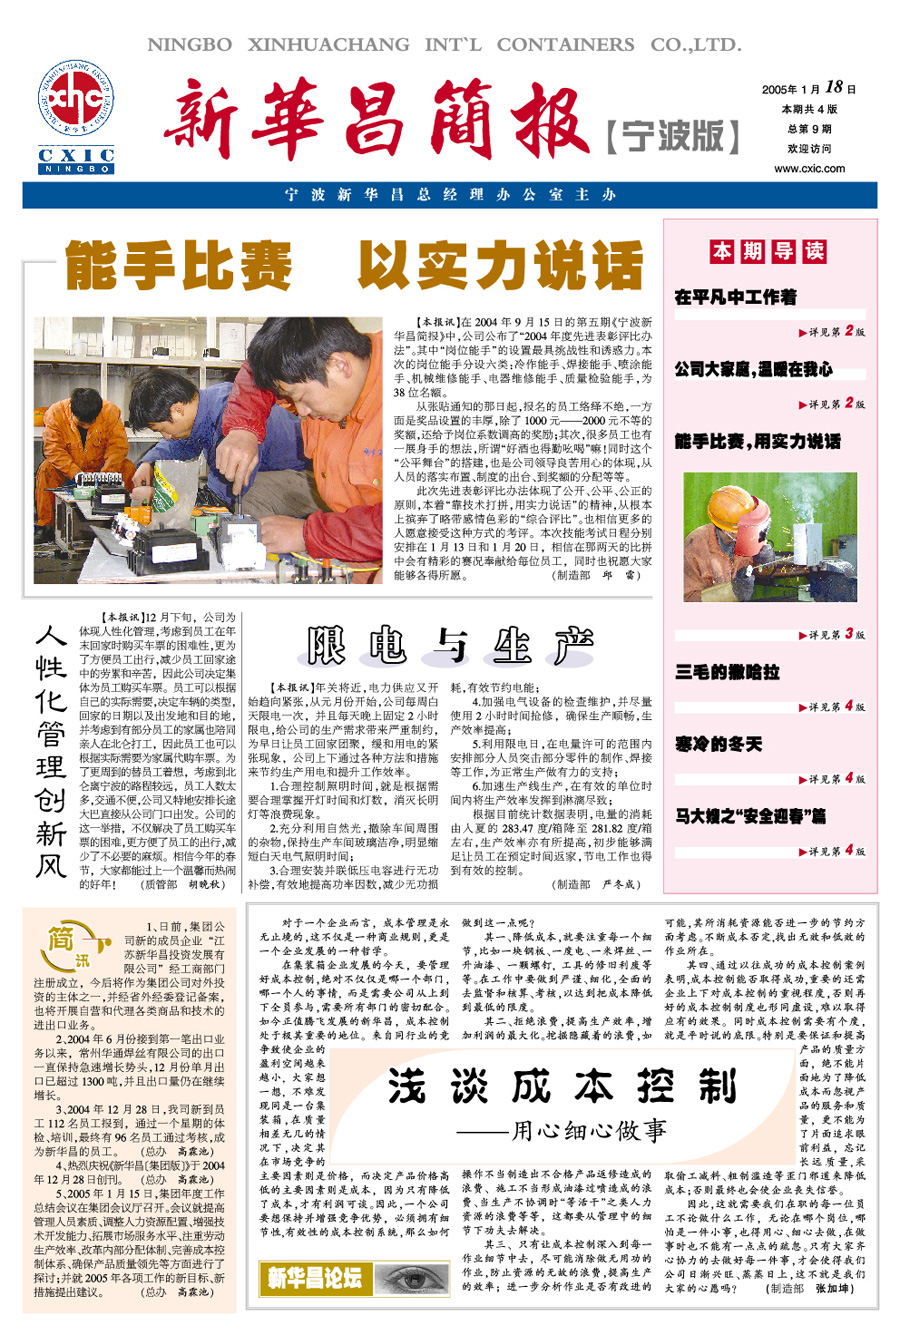 NINGBO XINHUACHANG INT`L CONTAINERS CO.,LTD.
CXIC
NINGBO
新華昌簡报
【宁波版】
2005年1月18日
本期共4版
总第9期
欢迎访问
www.cxic.com
宁波新华昌总经理办公室主办
能手比赛 以实力说话
【本报讯】在 2004 年 9 月 15 日的第五期《宁波新
华昌简报》中,公司公布了“2004 年度先进表彰评比办
法”。其中“岗位能手”的设置最具挑战性和诱惑力。本
次的岗位能手分设六类:冷作能手、焊接能手、喷涂能
手、机械维修能手、电器维修能手、质量检验能手,为
38 位名额。
从张贴通知的那日起,报名的员工络绎不绝,一方
面是奖品设置的丰厚,除了 1000 元——2000 元不等的
奖额,还给予岗位系数调高的奖励;其次,很多员工也有
一展身手的想法,所谓“好酒也得勤吆喝”嘛!同时这个
“公平舞台”的搭建,也是公司领导良苦用心的体现,从
人员的落实布置、制度的出台、到奖额的分配等等。
此次先进表彰评比办法体现了公开、公平、公正的
原则,本着“靠技术打拼,用实力说话”的精神,从根本
上摈弃了略带感情色彩的“综合评比”。也相信更多的
人愿意接受这种方式的考评。本次技能考试日程分别
安排在 1 月 13 日和 1 月 20 日，相信在那两天的比拼
中会有精彩的赛况奉献给每位员工，同时也祝愿大家
能够各得所愿。 (制造部 邱 雷)
本期导读
在平凡中工作着
▶详见第2版
公司大家庭,温暖在我心
▶详见第2版
能手比赛,用实力说话
▶详见第3版
三毛的撒哈拉
▶详见第4版
寒冷的冬天
▶详见第4版
马大嫂之“安全迎春”篇
▶详见第4版
人性化管理创新风
【本报讯】12 月下旬，公司为
体现人性化管理,考虑到员工在年
末回家时购买车票的困难性,更为
了方便员工出行,减少员工回家途
中的劳累和辛苦，因此公司决定集
体为员工购买车票。员工可以根据
自己的实际需要,决定车辆的类型,
回家的日期以及出发地和目的地,
并考虑到有部分员工的家属也陪同
亲人在北仑打工，因此员工也可以
根据实际需要为家属代购车票。为
了更周到的替员工着想，考虑到北
仑离宁波的路程较远，员工人数太
多,交通不便,公司又特地安排长途
大巴直接从公司门口出发。公司的
这一举措，不仅解决了员工购买车
票的困难,更方便了员工的出行,减
少了不必要的麻烦。相信今年的春
节，大家都能过上一个温馨而热闹
的好年! (质管部 胡晓秋)
限电与生产
【本报讯】年关将近,电力供应又开
始趋向紧张,从元月份开始,公司每周白
天限电一次，并且每天晚上固定 2 小时
限电,给公司的生产需求带来严重制约,
为早日让员工回家团聚，缓和用电的紧
张现象，公司上下通过各种方法和措施
来节约生产用电和提升工作效率。
1.合理控制照明时间,就是根据需
要合理掌握开灯时间和灯数，消灭长明
灯等浪费现象。
2.充分利用自然光,撤除车间周围
的杂物,保持生产车间玻璃洁净,明显缩
短白天电气照明时间;
3.合理安装并联低压电容进行无功
补偿,有效地提高功率因数,减少无功损
耗,有效节约电能;
4.加强电气设备的检查维护,并尽量
使用 2 小时时间抢修，确保生产顺畅,生
产效率提高;
5.利用限电日,在电量许可的范围内
安排部分人员突击部分零件的制作、焊接
等工作,为正常生产做有力的支持;
6.加速生产线生产,在有效的单位时
间内将生产效率发挥到淋漓尽致;
根据目前统计数据表明,电量的消耗
由人夏的 283.47 度/箱降至 281.82 度/箱
左右,生产效率亦有所提高,初步能够满
足让员工在预定时间返家,节电工作也得
到有效的控制。
(制造部 严冬成)
简讯
1、日前,集团公
司新的成员企业“江
苏新华昌投资发展有
限公司”经工商部门
注册成立，今后将作为集团公司对外投
资的主体之一,并经省外经委登记备案,
也将开展自营和代理各类商品和技术的
进出口业务。
2、2004 年 6 月份接到第一笔出口业
务以来，常州华通焊丝有限公司的出口
一直保持急速增长势头,12 月份单月出
口已超过 1300 吨,并且出口量仍在继续
增长。
3、2004 年 12 月 28 日,我司新到员
工 112 名员工报到，通过一个星期的体
检、培训,最终有 96 名员工通过考核,成
为新华昌的员工。 (总办 高霖池)
4、热烈庆祝《新华昌〔集团版〕》于 2004
年 12 月 28 日创刊。 (总办 高霖池)
5、2005 年 1 月 15 日,集团年度工作
总结会议在集团会议厅召开。会议就提高
管理人员素质、调整人力资源配置、增强技
术开发能力、拓展市场服务水平、注重劳动
生产效率、改革内部分配体制、完善成本控
制体系、确保产品质量领先等方面进行了
探讨;并就 2005 年各项工作的新目标、新
措施提出建议。 (总办 高霖池)
浅谈成本控制
——用心细心做事
对于一个企业而言，成本管理是永
无止境的,这不仅是一种商业规则,更是
一个企业发展的一种哲学。
在集装箱企业发展的今天，要管理
好成本控制,绝对不仅仅是哪一个部门,
哪一个人的事情，而是需要公司从上到
下全员参与,需要所有部门的密切配合。
如今正值腾飞发展的新华昌，成本控制
处于极其重要的地位。来自同行业的竞
争致使企业的
盈利空间越来
越小，大家想
一想，不难发
现同是一台集
装箱,在质量
相差无几的情
况下,决定其
在市场竞争的
主要因素则是价格，而决定产品价格高
低的主要因素则是成本，因为只有降低
了成本,才有利润可谈。因此,一个公司
要想保持并增强竞争优势，必须拥有细
节性,有效性的成本控制系统,那么如何
新华昌论坛
做到这一点呢?
其一、降低成本,就要注重每一个细
节,比如一块钢板、一度电、一米焊丝、一
升油漆、一颗螺钉,工具的修旧利废等
等。在工作中要做到严谨、细化,全面的
去监督和核算、考核,以达到把成本降低
到最低的限度。
其二、拒绝浪费,提高生产效率,增
加利润的最大化。挖掘隐藏着的浪费,如
操作不当制造出不合格产品返修造成的
浪费、施工不当形成油漆过喷造成的浪
费、当生产不协调时“等活干”之类人力
资源的浪费等等，这都要从管理中的细
节下功夫去解决。
其三、只有让成本控制深入到每一
作业细节中去，尽可能消除做无用功的
作业,防止资源的无故的浪费,提高生产
的效率；进一步分析作业是否有改进的
可能,其所消耗资源能否进一步的节约方
面考虑。不断成本否定,找出无效和低效的
作业所在。
其四、通过以往成功的成本控制案例
表明,成本控制能否取得成功,重要的还需
企业上下对成本控制的重视程度,否则再
好的成本控制制度也形同虚设,难以取得
应有的效果。同时成本控制需要有个度,
就是平时说的底限。特别是要保证和提高
产品的质量方
面，绝不能片
面地为了降低
成本而忽视产
品的服务和质
量，更不能为
了片面追求眼
前利益，忘记
长远质量,采
取偷工减料、粗制滥造等歪门邪道来降低
成本;否则最终也会使企业丧失信誉。
因此,这就需要我们在职的每一位员
工不论做什么工作，无论在哪个岗位,哪
怕是一件小事,也得用心、细心去做,在做
事时也不能有一点点的疏忽。只有大家齐
心协力的去做好每一件事,才会使得我们
公司日渐兴旺、蒸蒸日上,这不就是我们
大家的心愿吗? (制造部 张加坤)